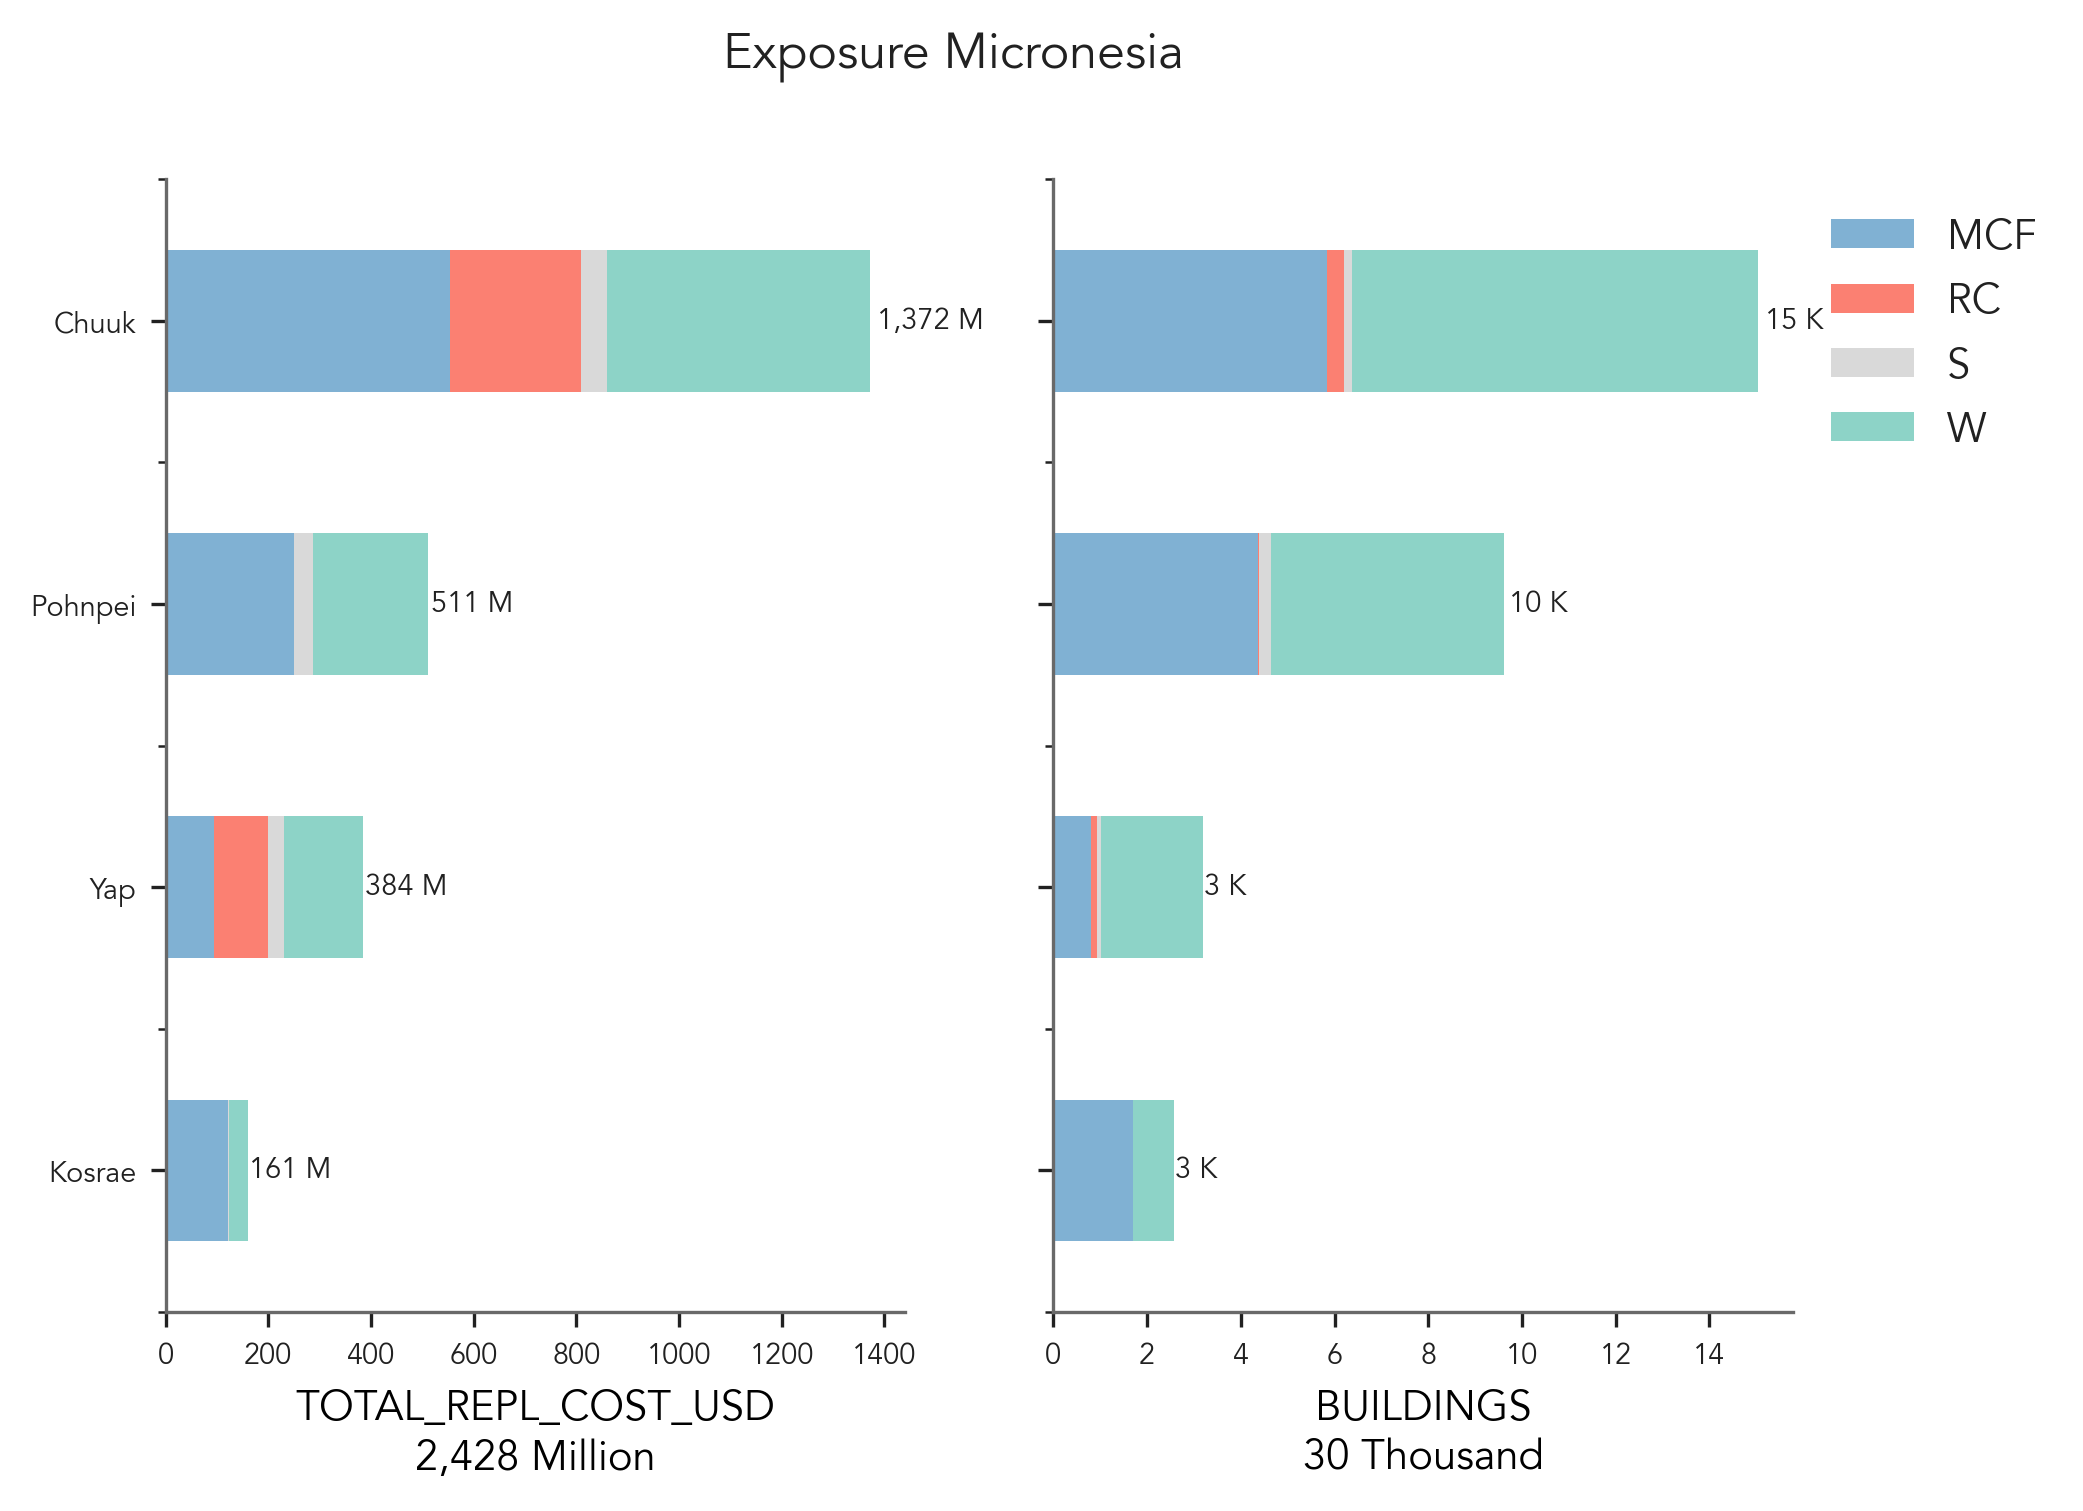 Exposure Micronesia
Chuuk
1,372 M
Pohnpei
511 M
Yap
384 M
Kosrae
161 M
0 200 400 600 800 1000 1200 1400
TOTAL_REPL_COST_USD
2,428 Million
15 K
10 K
3 K
3 K
0 2 4 6 8 10 12 14
BUILDINGS
30 Thousand
MCF
RC
S
W